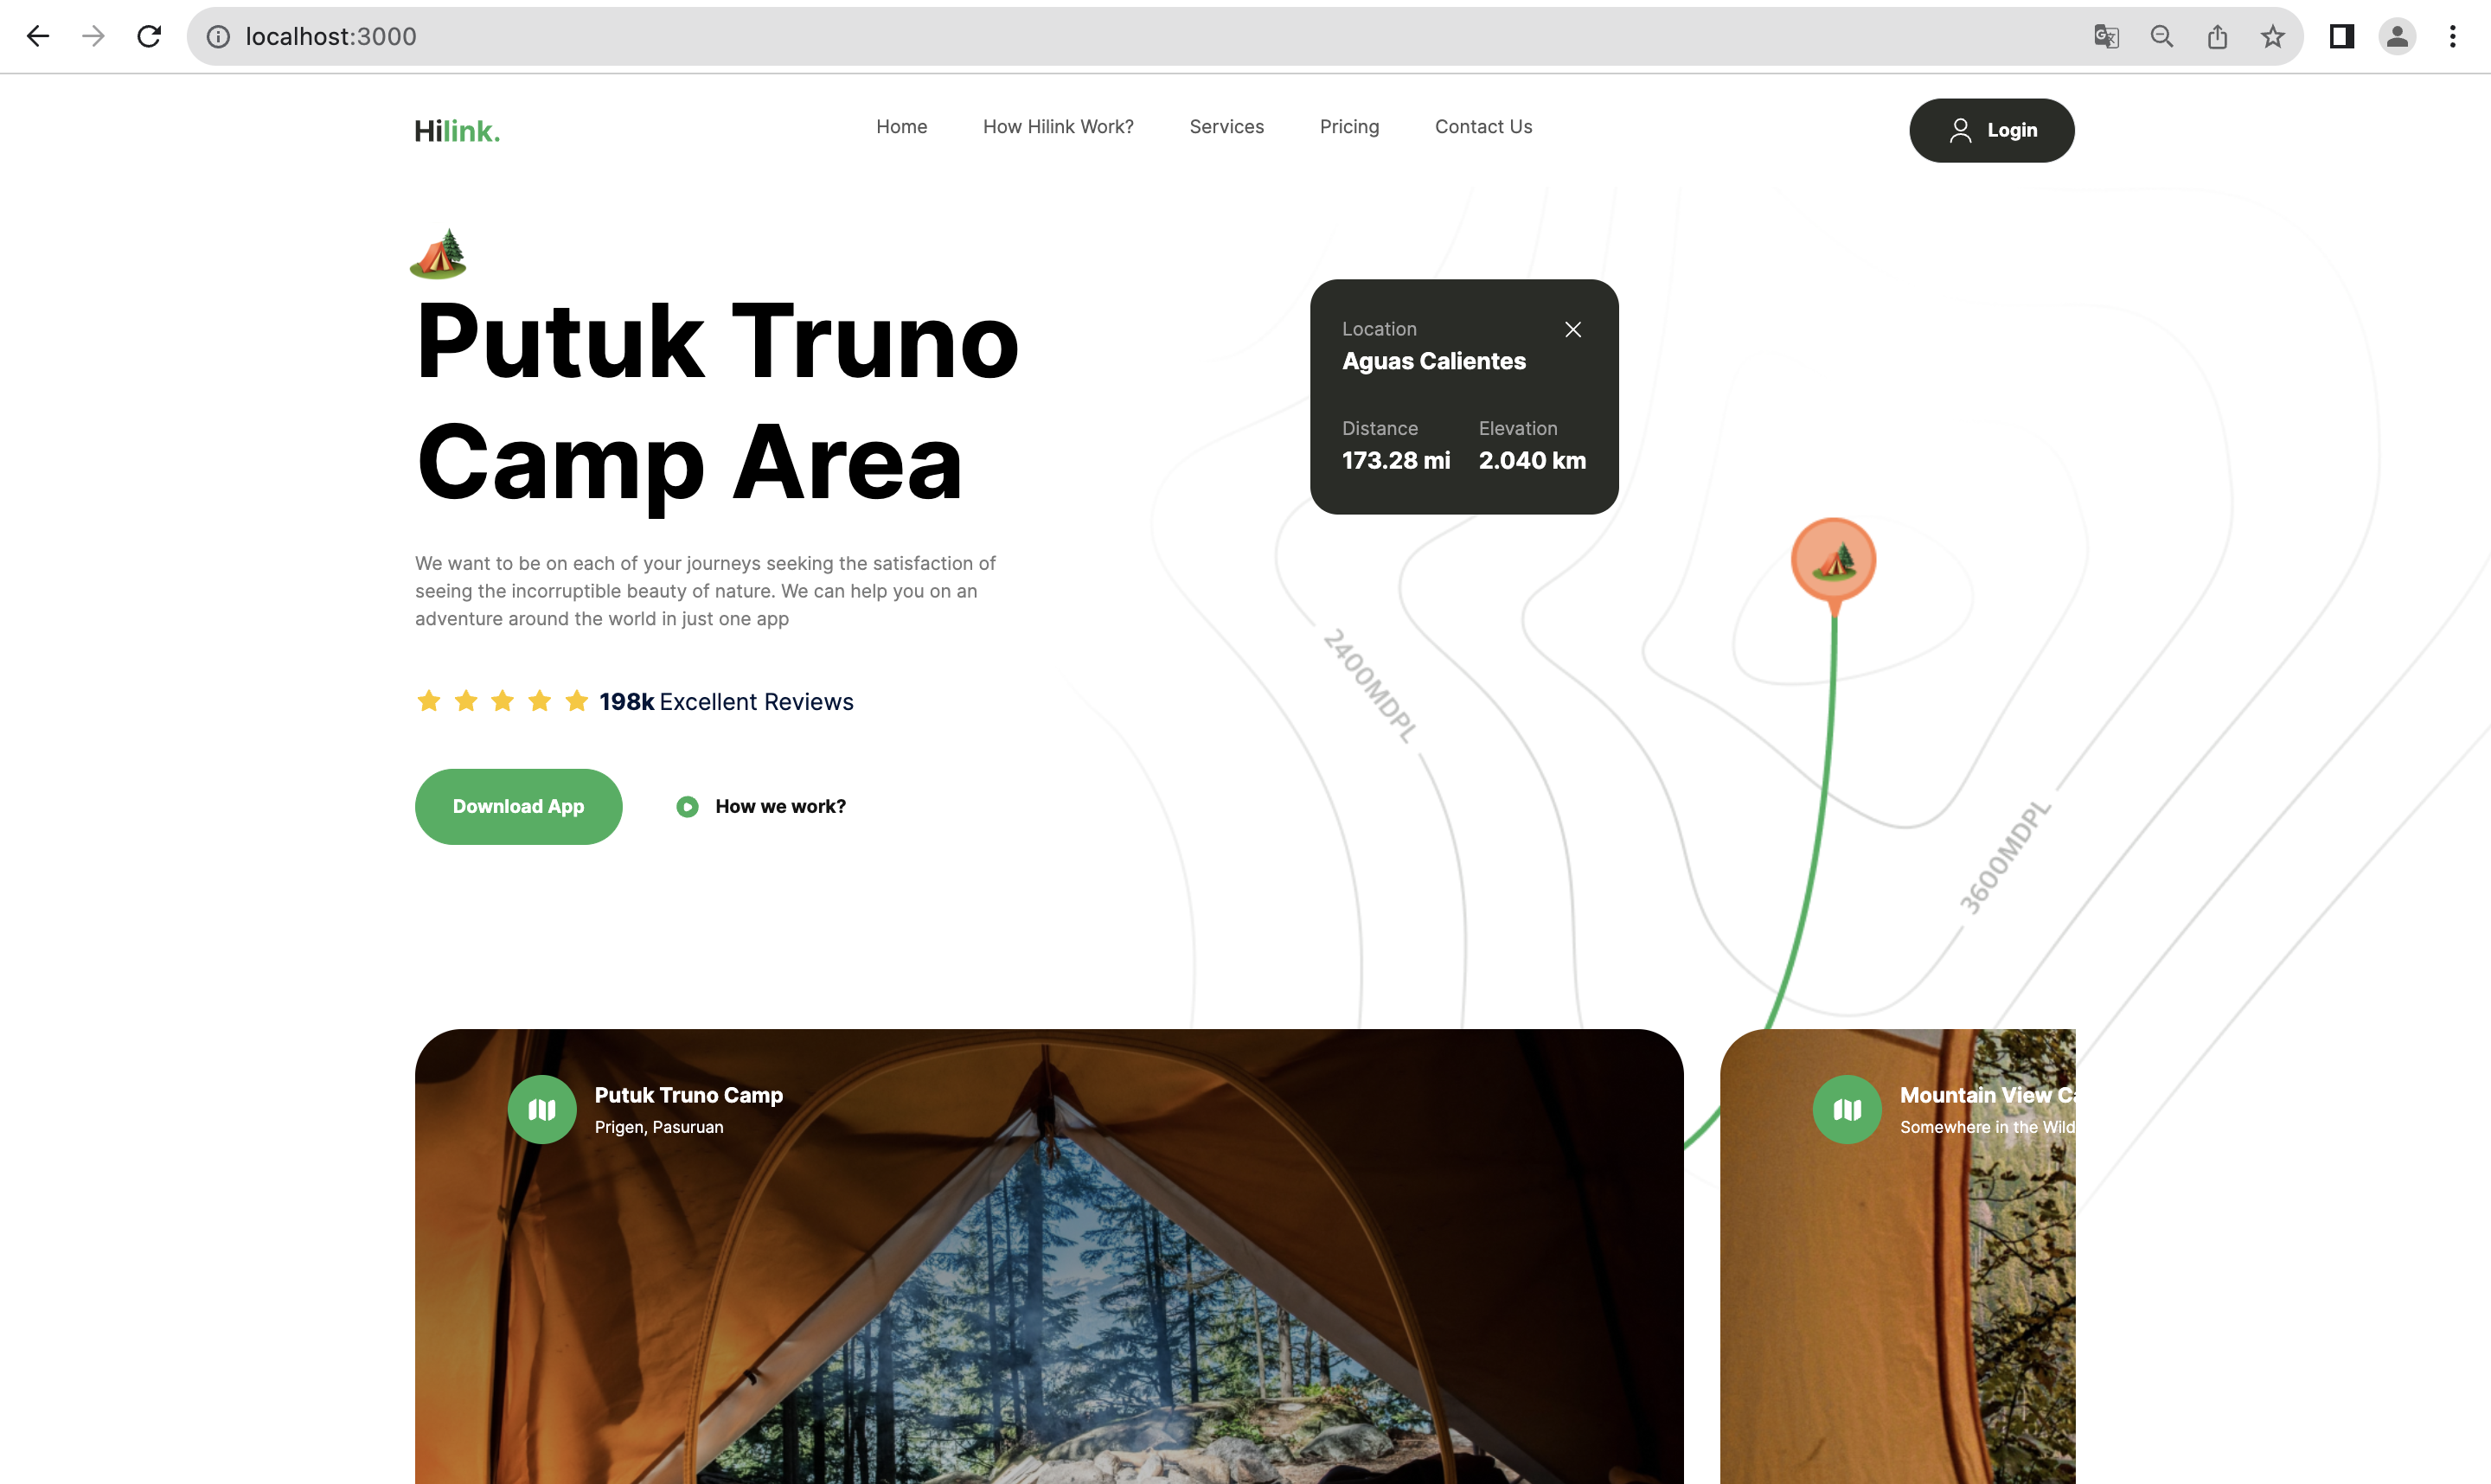 localhost:3000
Hilink.
Home
How Hilink Work?
Services
Pricing
Contact Us
Login
Putuk Truno
Camp Area
We want to be on each of your journeys seeking the satisfaction of
seeing the incorruptible beauty of nature. We can help you on an
adventure around the world in just one app
198k Excellent Reviews
Download App
How we work?
Location
Aguas Calientes
Distance
Elevation
173.28 mi
2.040 km
2400MDPL
3600MDPL
Putuk Truno Camp
Prigen, Pasuruan
Mountain View
Somewhere in the Wild